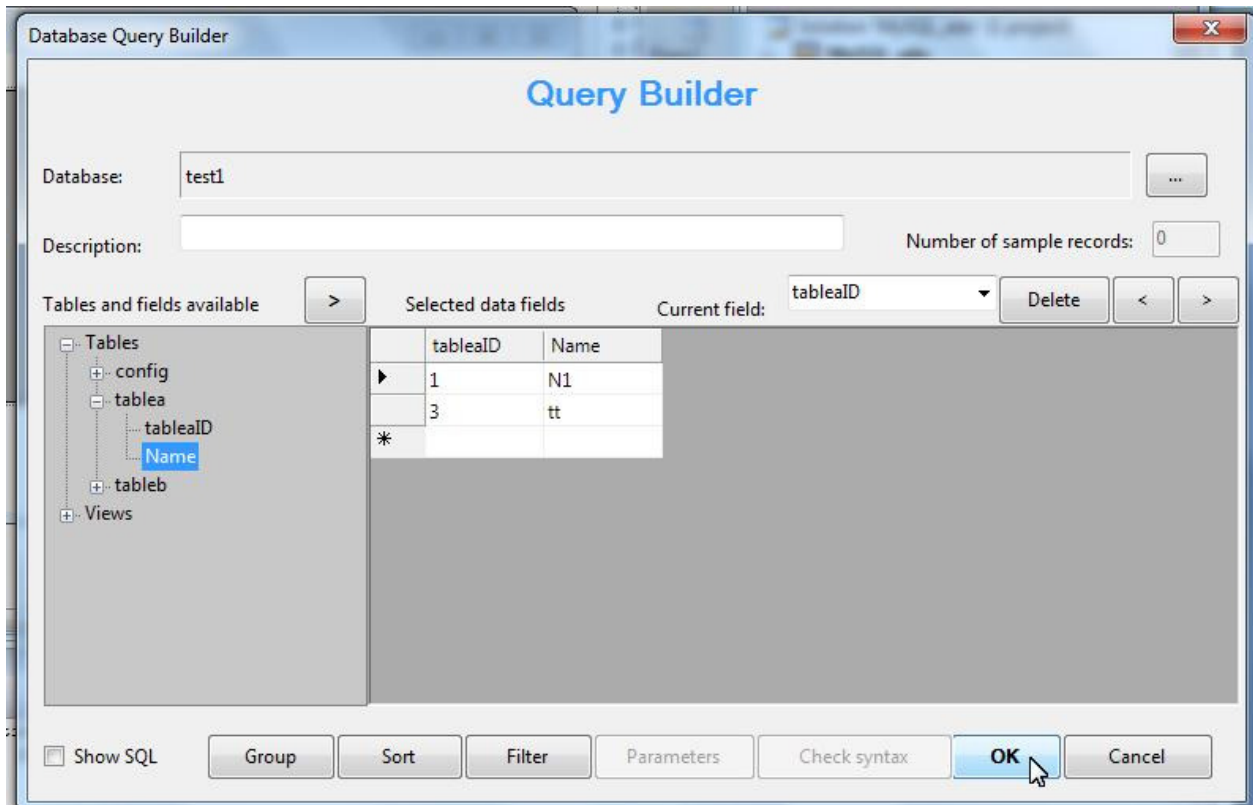 Database Query Builder
Query Builder
Database: test1 ...
Description: Number of sample records: 0
Tables and fields available > Selected data fields Current field: tableaID Delete < >
Tables
config
tablea
tableaID
Name
tableb
Views
tableaID Name
1 N1
3 tt
*
Show SQL Group Sort Filter Parameters Check syntax OK Cancel